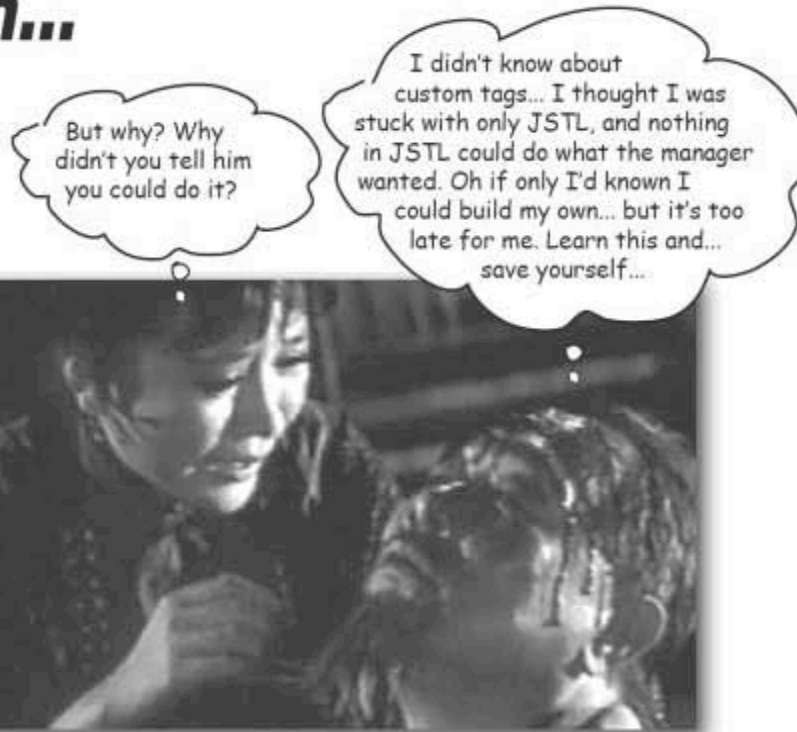 But why? Why
didn't you tell him
you could do it?
I didn't know about
custom tags... I thought I was
stuck with only JSTL, and nothing
in JSTL could do what the manager
wanted. Oh if only I'd known I
could build my own... but it's too
late for me. Learn this and...
save yourself...